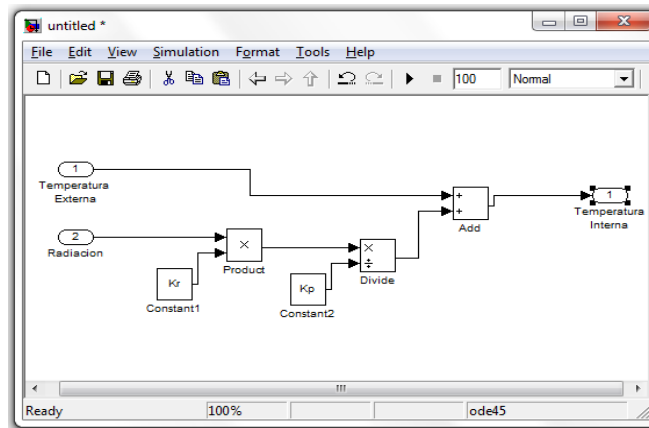 untitled *
File Edit View Simulation Format Tools Help
100 Normal
1
Temperatura
Externa
2
Radiacion
Kr
Constant1
×
Product
Kp
Constant2
×
÷
Divide
+
+
Add
1
Temperatura
Interna
Ready 100% ode45